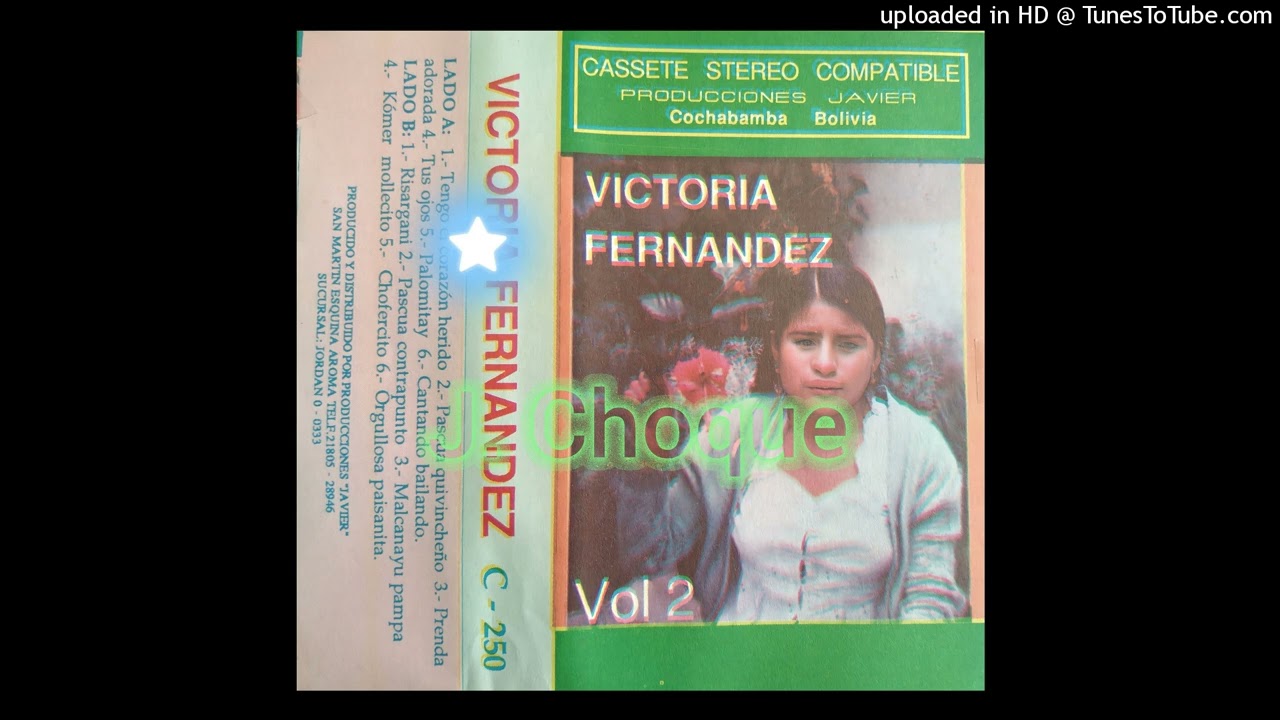 uploaded in HD @ TunesToTube.com
CASSETE STEREO COMPATIBLE
PRODUCCIONES JAVIER
Cochabamba Bolivia
VICTORIA
FERNANDEZ
Vol 2
J. Choque
VICTORIA FERNANDEZ C - 250
LADO A: 1.- Tengo corazón herido 2.- Pascua quivincheño 3.- Prenda
adorada 4.- Tus ojos 5.- Palomitay 6.- Cantando bailando.
LADO B: 1.- Risargani 2.- Pascua contrapunto 3.- Malcanayu pampa
4.- Kómer mollecito 5.- Chofercito 6.- Orgullosa paisanita.
PRODUCIDO Y DISTRIBUIDO POR PRODUCCIONES "JAVIER"
SAN MARTIN ESQUINA AROMA TELF.21805 - 28946
SUCURSAL: JORDAN 0 - 0333